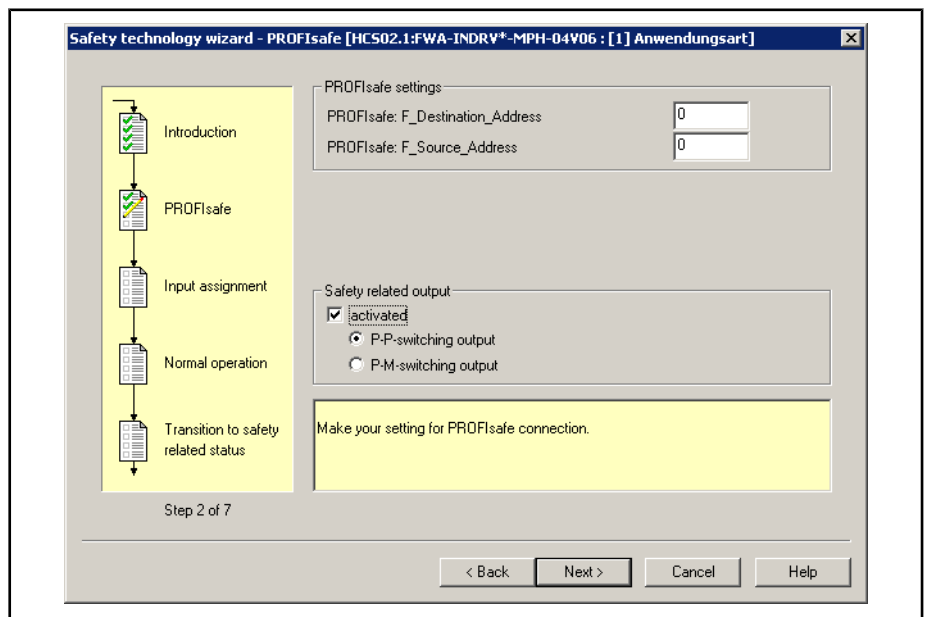 Safety technology wizard - PROFIsafe [HCS02.1:FWA-INDRV*-MPH-04V06 : [1] Anwendungsart]
Introduction
PROFIsafe
Input assignment
Normal operation
Transition to safety
related status
Step 2 of 7
PROFIsafe settings
PROFIsafe: F_Destination_Address 0
PROFIsafe: F_Source_Address 0
Safety related output
activated
P-P-switching output
P-M-switching output
Make your setting for PROFIsafe connection.
< Back
Next >
Cancel
Help